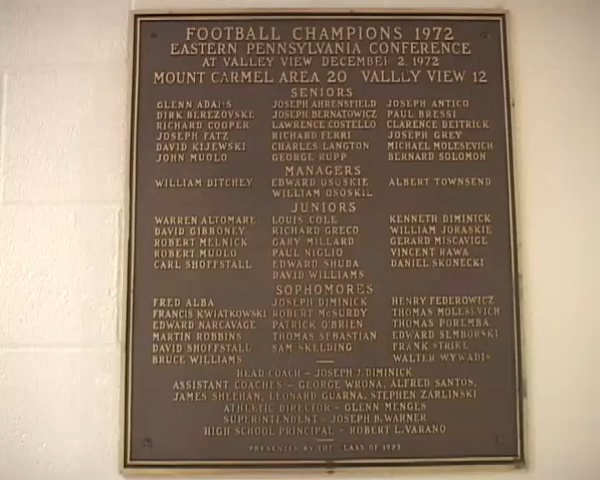 FOOTBALL CHAMPIONS 1972
EASTERN PENNSYLVANIA CONFERENCE
AT VALLEY VIEW DECEMBER 2, 1972
MOUNT CARMEL AREA 20 VALLEY VIEW 12
SENIORS
GLENN ADAMS JOSEPH AHRENSFIELD JOSEPH ANTICO
DIRK BEREZOVSKE JOSEPH BERNATOWICZ PAUL BRESSI
RICHARD COOPER LAWRENCE COSTELLO CLARENCE DEITRICK
JOSEPH FATZ RICHARD FERRI JOSEPH GREY
DAVID KIJEWSKI CHARLES LANGTON MICHAEL MOLESEVICH
JOHN MUOLO GEORGE RUPP BERNARD SOLOMON
MANAGERS
WILLIAM DITCHEY EDWARD OSOSKIE ALBERT TOWNSEND
WILLIAM OSOSKIE
JUNIORS
WARREN ALTOMARE LOUIS COLE KENNETH DIMINICK
DAVID GIBBONEY RICHARD GRECO WILLIAM JORASKIE
ROBERT MELNICK GARY MILLARD GERARD MISCAVIGE
ROBERT MUOLO PAUL NIGLIO VINCENT RAWA
CARL SHOFFSTALL EDWARD SHUDA DANIEL SKONECKI
DAVID WILLIAMS
SOPHOMORES
FRED ALBA JOSEPH DIMINICK HENRY FEDEROWICZ
FRANCIS KWIATKOWSKI ROBERT McSURDY THOMAS MOLESEVICH
EDWARD NARCAVAGE PATRICK O'BRIEN THOMAS POREMBA
MARTIN ROBBINS THOMAS SEBASTIAN EDWARD SEMBORSKI
DAVID SHOFFSTALL SAM SKELDING FRANK STRIKE
BRUCE WILLIAMS WALTER WYWADIS
HEAD COACH - JOSEPH J. DIMINICK
ASSISTANT COACHES - GEORGE WRONA, ALFRED SANTOS,
JAMES SHEEHAN, LEONARD GUARNA, STEPHEN ZARLINSKI
ATHLETIC DIRECTOR - GLENN MENGLS
SUPERINTENDENT - JOSEPH B. WARNER
HIGH SCHOOL PRINCIPAL - ROBERT L. VARANO
PRESENTED BY THE CLASS OF 1973